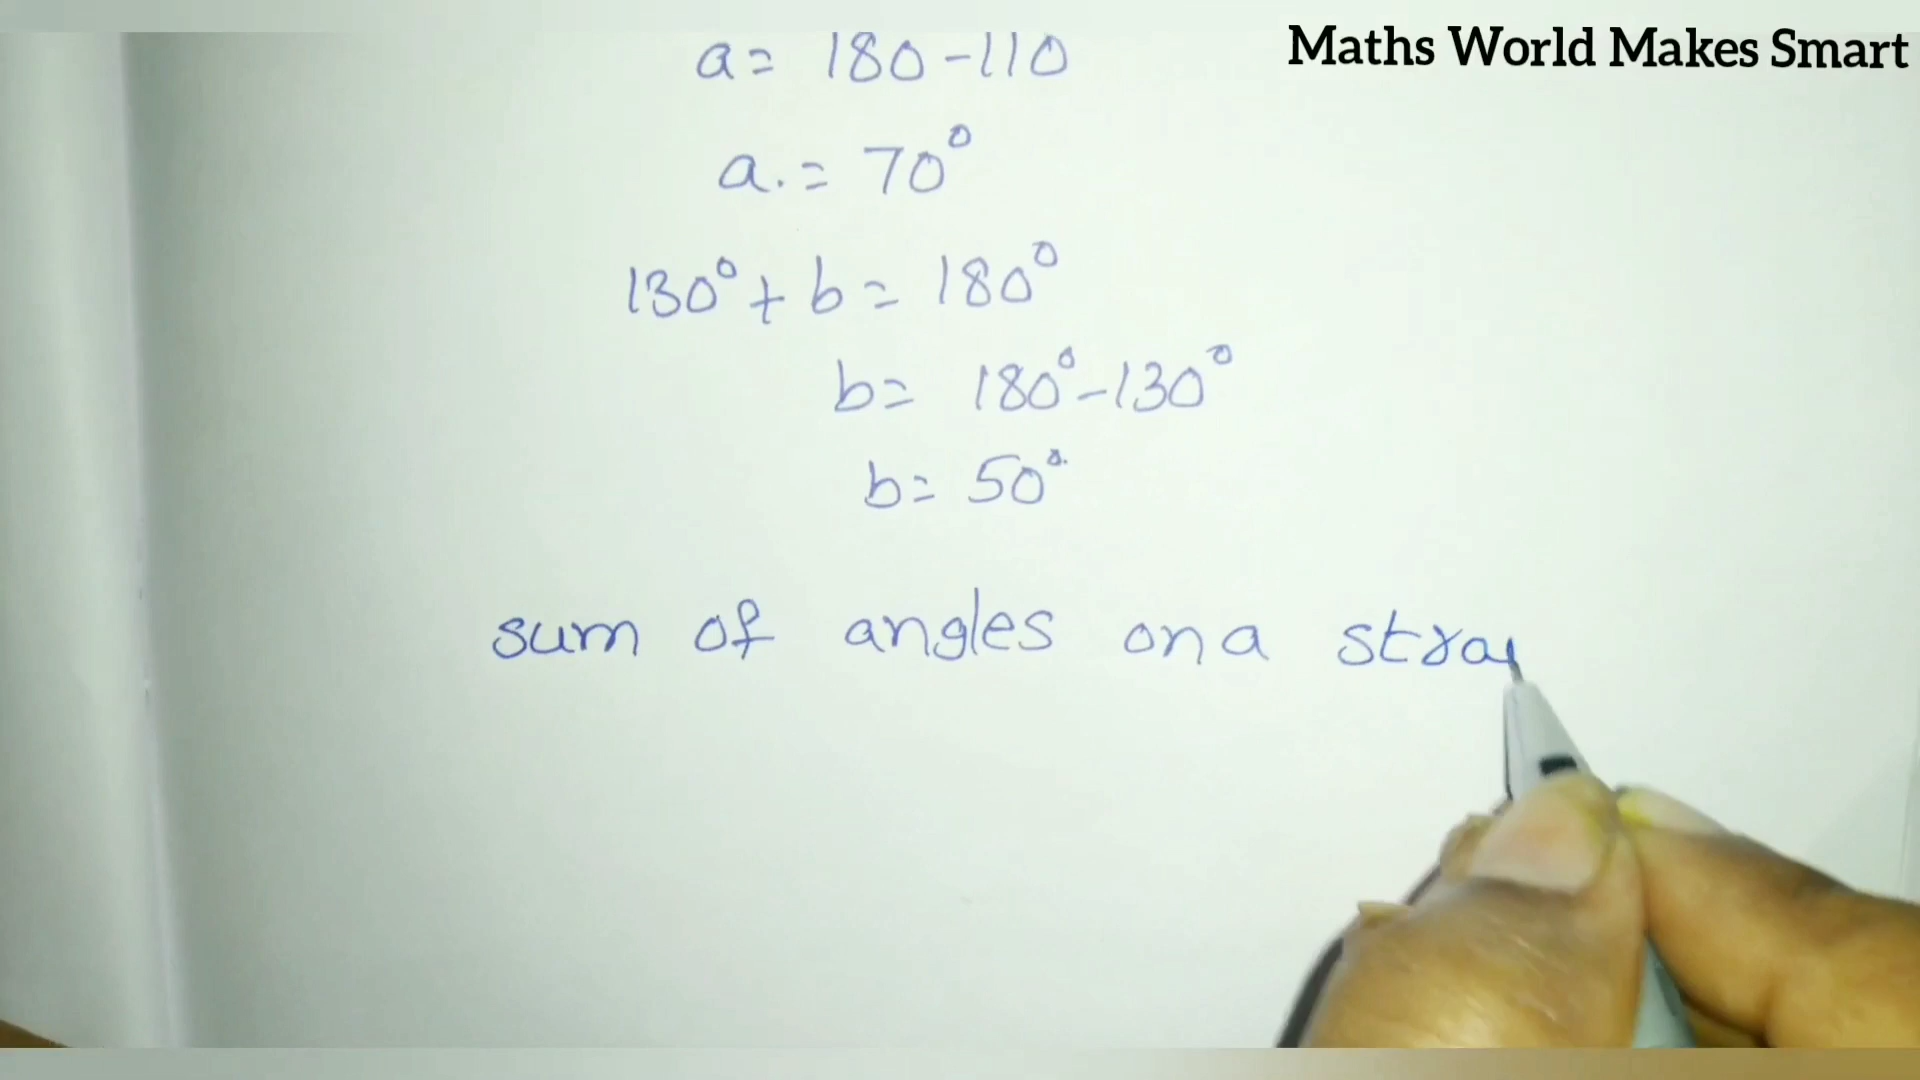 Maths World Makes Smart
a = 180 - 110
a. = 70°
130° + b = 180°
b = 180° - 130°
b = 50°
sum of angles on a stra